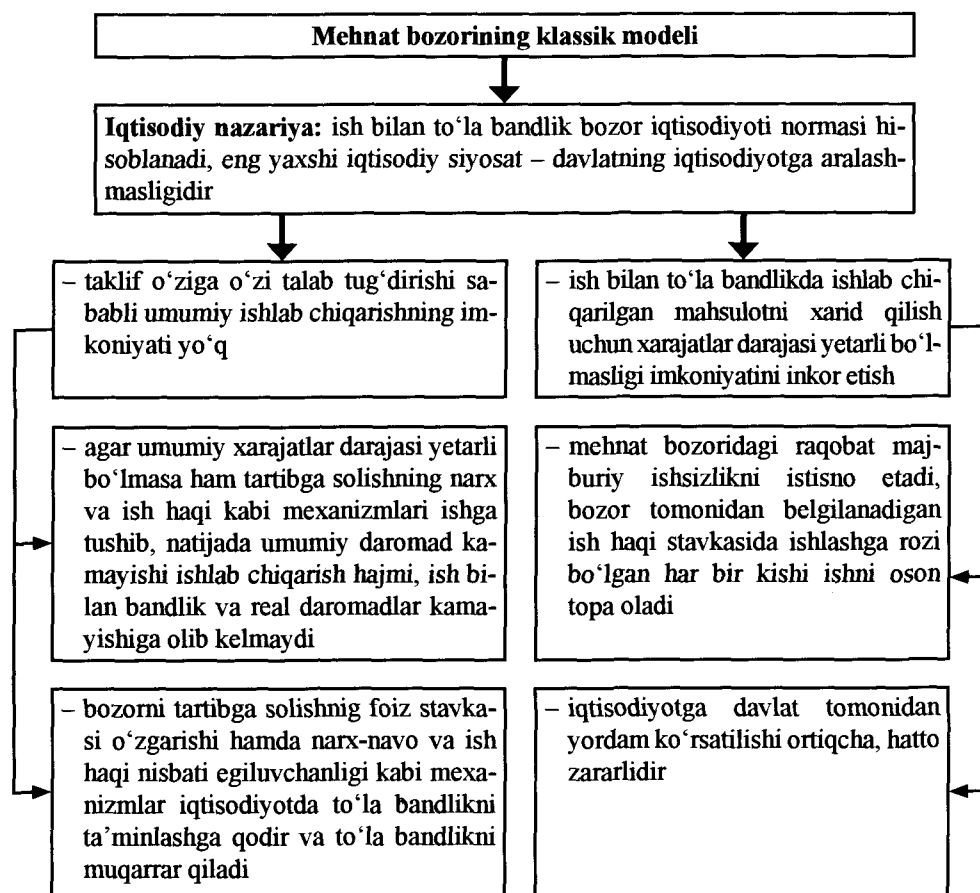 Mehnat bozorining klassik modeli
Iqtisodiy nazariya: ish bilan to‘la bandlik bozor iqtisodiyoti normasi hi-
soblanadi, eng yaxshi iqtisodiy siyosat – davlatning iqtisodiyotga aralash-
masligidir
– taklif o‘ziga o‘zi talab tug‘dirishi sa-
babli umumiy ishlab chiqarishning im-
koniyati yo‘q
– ish bilan to‘la bandlikda ishlab chi-
qarilgan mahsulotni xarid qilish
uchun xarajatlar darajasi yetarli bo‘l-
masligi imkoniyatini inkor etish
– agar umumiy xarajatlar darajasi yetarli
bo‘lmasa ham tartibga solishning narx
va ish haqi kabi mexanizmlari ishga
tushib, natijada umumiy daromad ka-
mayishi ishlab chiqarish hajmi, ish bi-
lan bandlik va real daromadlar kama-
yishiga olib kelmaydi
– mehnat bozoridagi raqobat maj-
buriy ishsizlikni istisno etadi,
bozor tomonidan belgilanadigan
ish haqi stavkasida ishlashga rozi
bo‘lgan har bir kishi ishni oson
topa oladi
– bozorni tartibga solishnig foiz stavka-
si o‘zgarishi hamda narx-navo va ish
haqi nisbati egiluvchanligi kabi mexa-
nizmlar iqtisodiyotda to‘la bandlikni
ta’minlashga qodir va to‘la bandlikni
muqarrar qiladi
– iqtisodiyotga davlat tomonidan
yordam ko‘rsatilishi ortiqcha, hatto
zararlidir